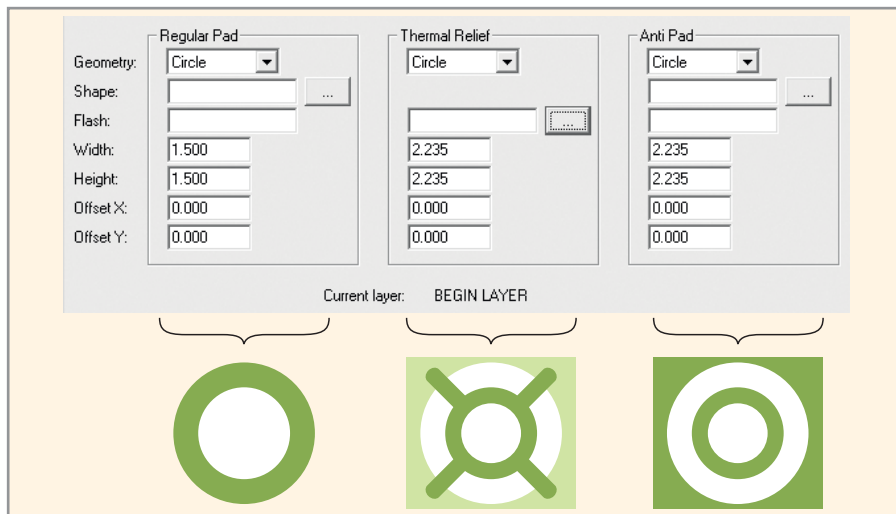 Regular Pad Thermal Relief Anti Pad
Geometry: Circle Circle Circle
Shape: ... ...
Flash: ...
Width: 1.500 2.235 2.235
Height: 1.500 2.235 2.235
Offset X: 0.000 0.000 0.000
Offset Y: 0.000 0.000 0.000
Current layer: BEGIN LAYER